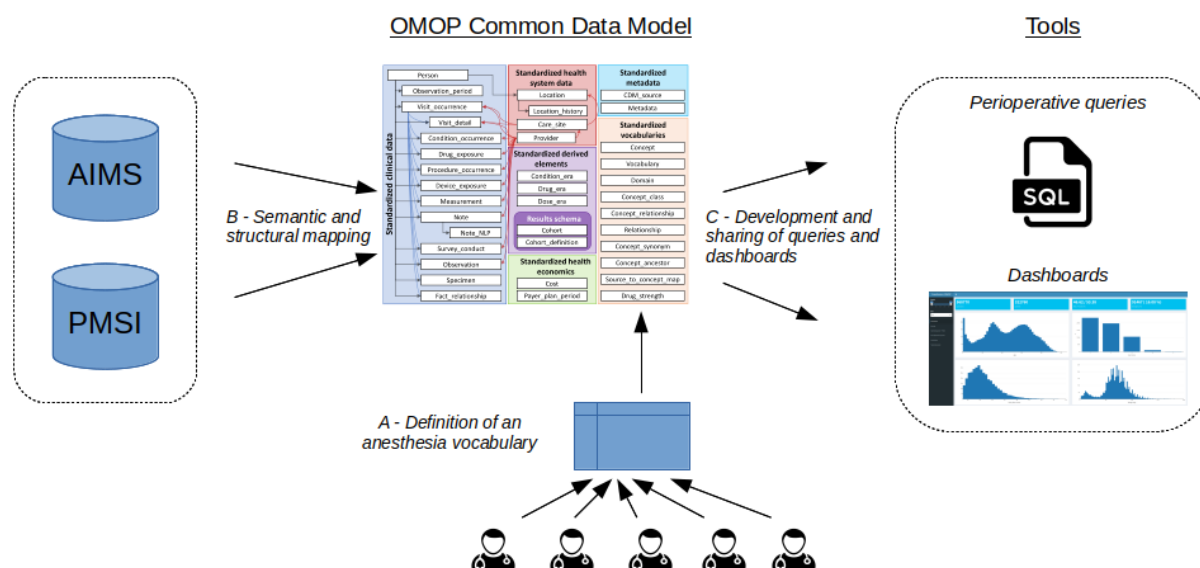 OMOP Common Data Model
Tools
AIMS
PMSI
B - Semantic and
structural mapping
Standardized clinical data
Person
Observation_period
Visit_occurrence
Visit_detail
Condition_occurrence
Drug_exposure
Procedure_occurrence
Device_exposure
Measurement
Note
Note_NLP
Survey_conduct
Observation
Specimen
Fact_relationship
Standardized health
system data
Location
Location_history
Care_site
Provider
Standardized derived
elements
Condition_era
Drug_era
Dose_era
Results schema
Cohort
Cohort_definition
Standardized health
economics
Cost
Payer_plan_period
Standardized
metadata
CDM_source
Metadata
Standardized
vocabularies
Concept
Vocabulary
Domain
Concept_class
Concept_relationship
Relationship
Concept_synonym
Concept_ancestor
Source_to_concept_map
Drug_strength
C - Development and
sharing of queries and
dashboards
Perioperative queries
SQL
Dashboards
A - Definition of an
anesthesia vocabulary